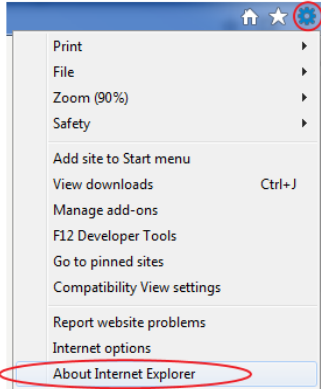 Print
File
Zoom (90%)
Safety
Add site to Start menu
View downloads Ctrl+J
Manage add-ons
F12 Developer Tools
Go to pinned sites
Compatibility View settings
Report website problems
Internet options
About Internet Explorer